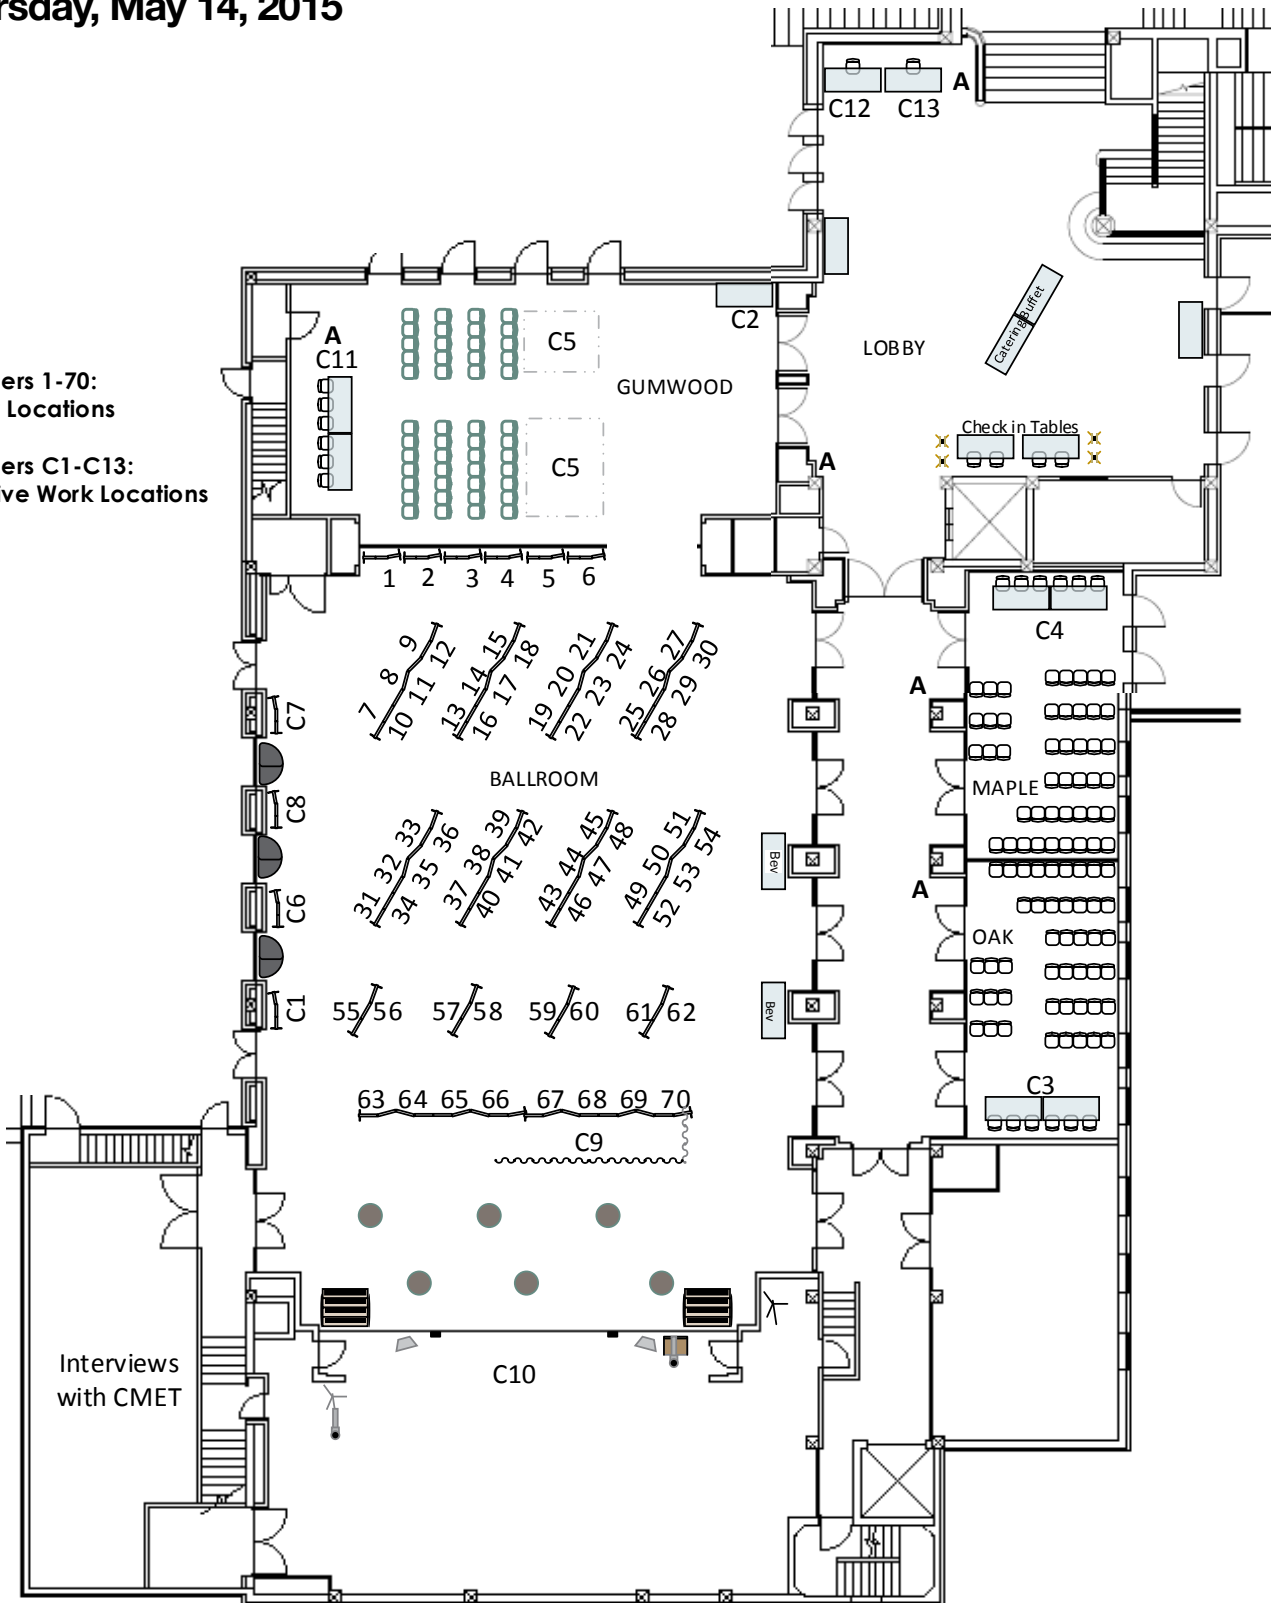 rsday, May 14, 2015
C12
C13
A
Catering Buffet
LOBBY
Check in Tables
A
C2
A
C11
C5
GUMWOOD
C5
ers 1-70:
Locations
ers C1-C13:
ive Work Locations
1 2 3 4 5 6
7 8 9
10 11 12
13 14 15
16 17 18
19 20 21
22 23 24
25 26 27
28 29 30
C4
A
C7
BALLROOM
MAPLE
C8
31 32 33
34 35 36
37 38 39
40 41 42
43 44 45
46 47 48
49 50 51
52 53 54
Bev
A
C6
OAK
C1
55 56 57 58 59 60 61 62
Bev
63 64 65 66 67 68 69 70
C9
C3
Interviews
with CMET
C10